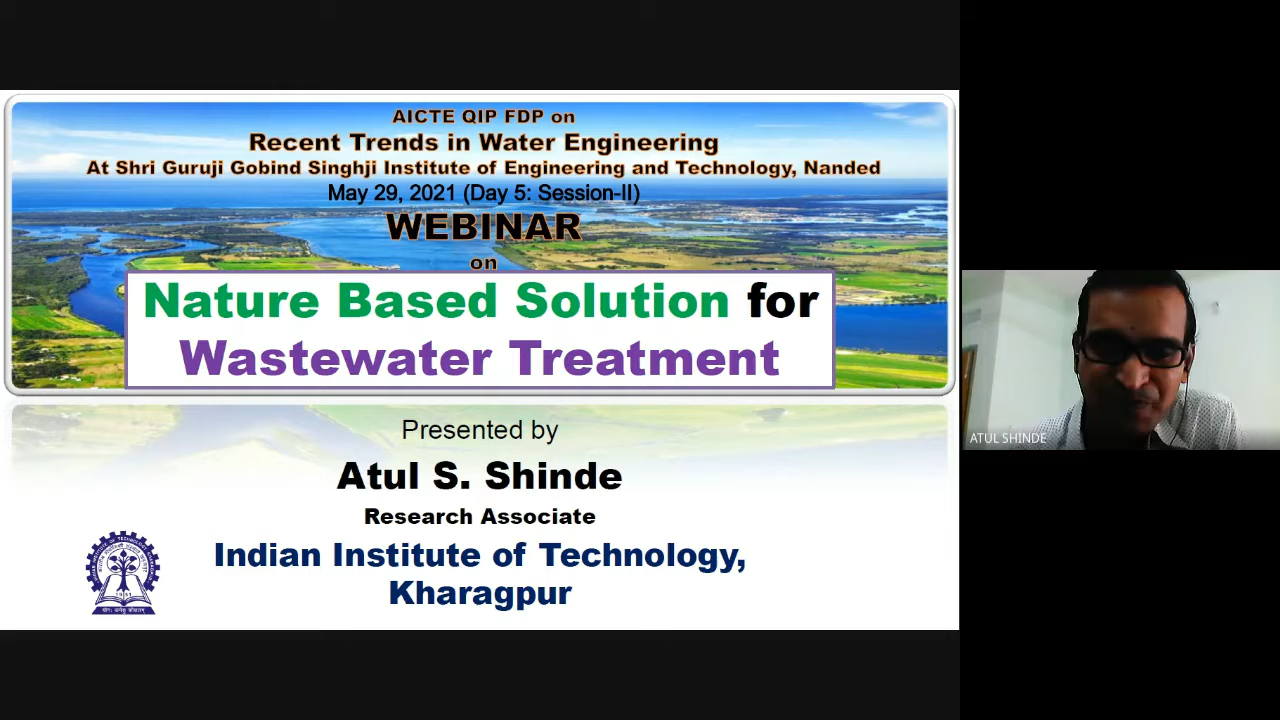 AICTE QIP FDP on
Recent Trends in Water Engineering
At Shri Guruji Gobind Singhji Institute of Engineering and Technology, Nanded
May 29, 2021 (Day 5: Session-II)
WEBINAR
on
Nature Based Solution for
Wastewater Treatment
Presented by
Atul S. Shinde
Research Associate
Indian Institute of Technology,
Kharagpur
ATUL SHINDE